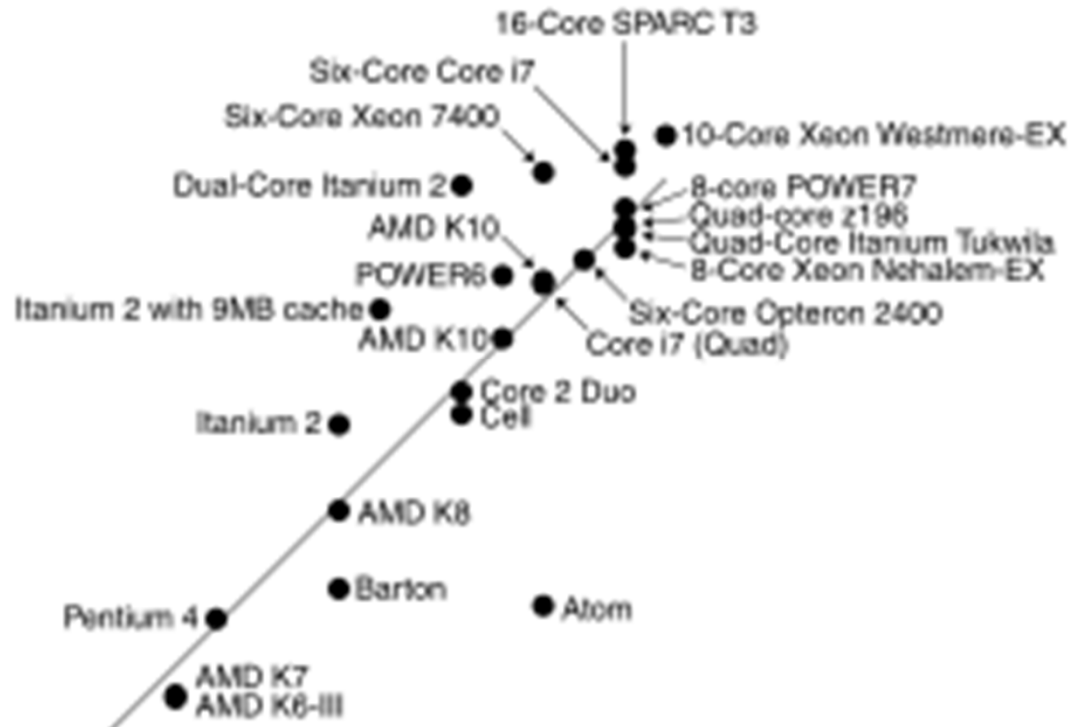 16-Core SPARC T3
Six-Core Core i7
Six-Core Xeon 7400
10-Core Xeon Westmere-EX
Dual-Core Itanium 2
8-core POWER7
Quad-core z196
AMD K10
Quad-Core Itanium Tukwila
POWER6
8-Core Xeon Nehalem-EX
Itanium 2 with 9MB cache
Six-Core Opteron 2400
AMD K10
Core i7 (Quad)
Core 2 Duo
Cell
Itanium 2
AMD K8
Barton
Atom
Pentium 4
AMD K7
AMD K6-III